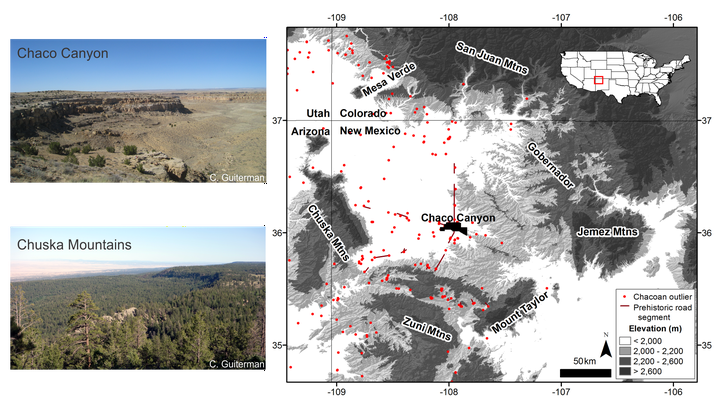 Chaco Canyon
C. Guiterman
Chuska Mountains
C. Guiterman
-109
-108
-107
-106
San Juan Mtns
Mesa Verde
Utah
Colorado
37
37
Arizona
New Mexico
Gobernador
Chuska Mtns
Chaco Canyon
Jemez Mtns
36
36
Zuni Mtns
Mount Taylor
Chacoan outlier
Prehistoric road
segment
Elevation (m)
< 2,000
2,000 - 2,200
2,200 - 2,600
> 2,600
N
50km
35
35
-109
-108
-107
-106